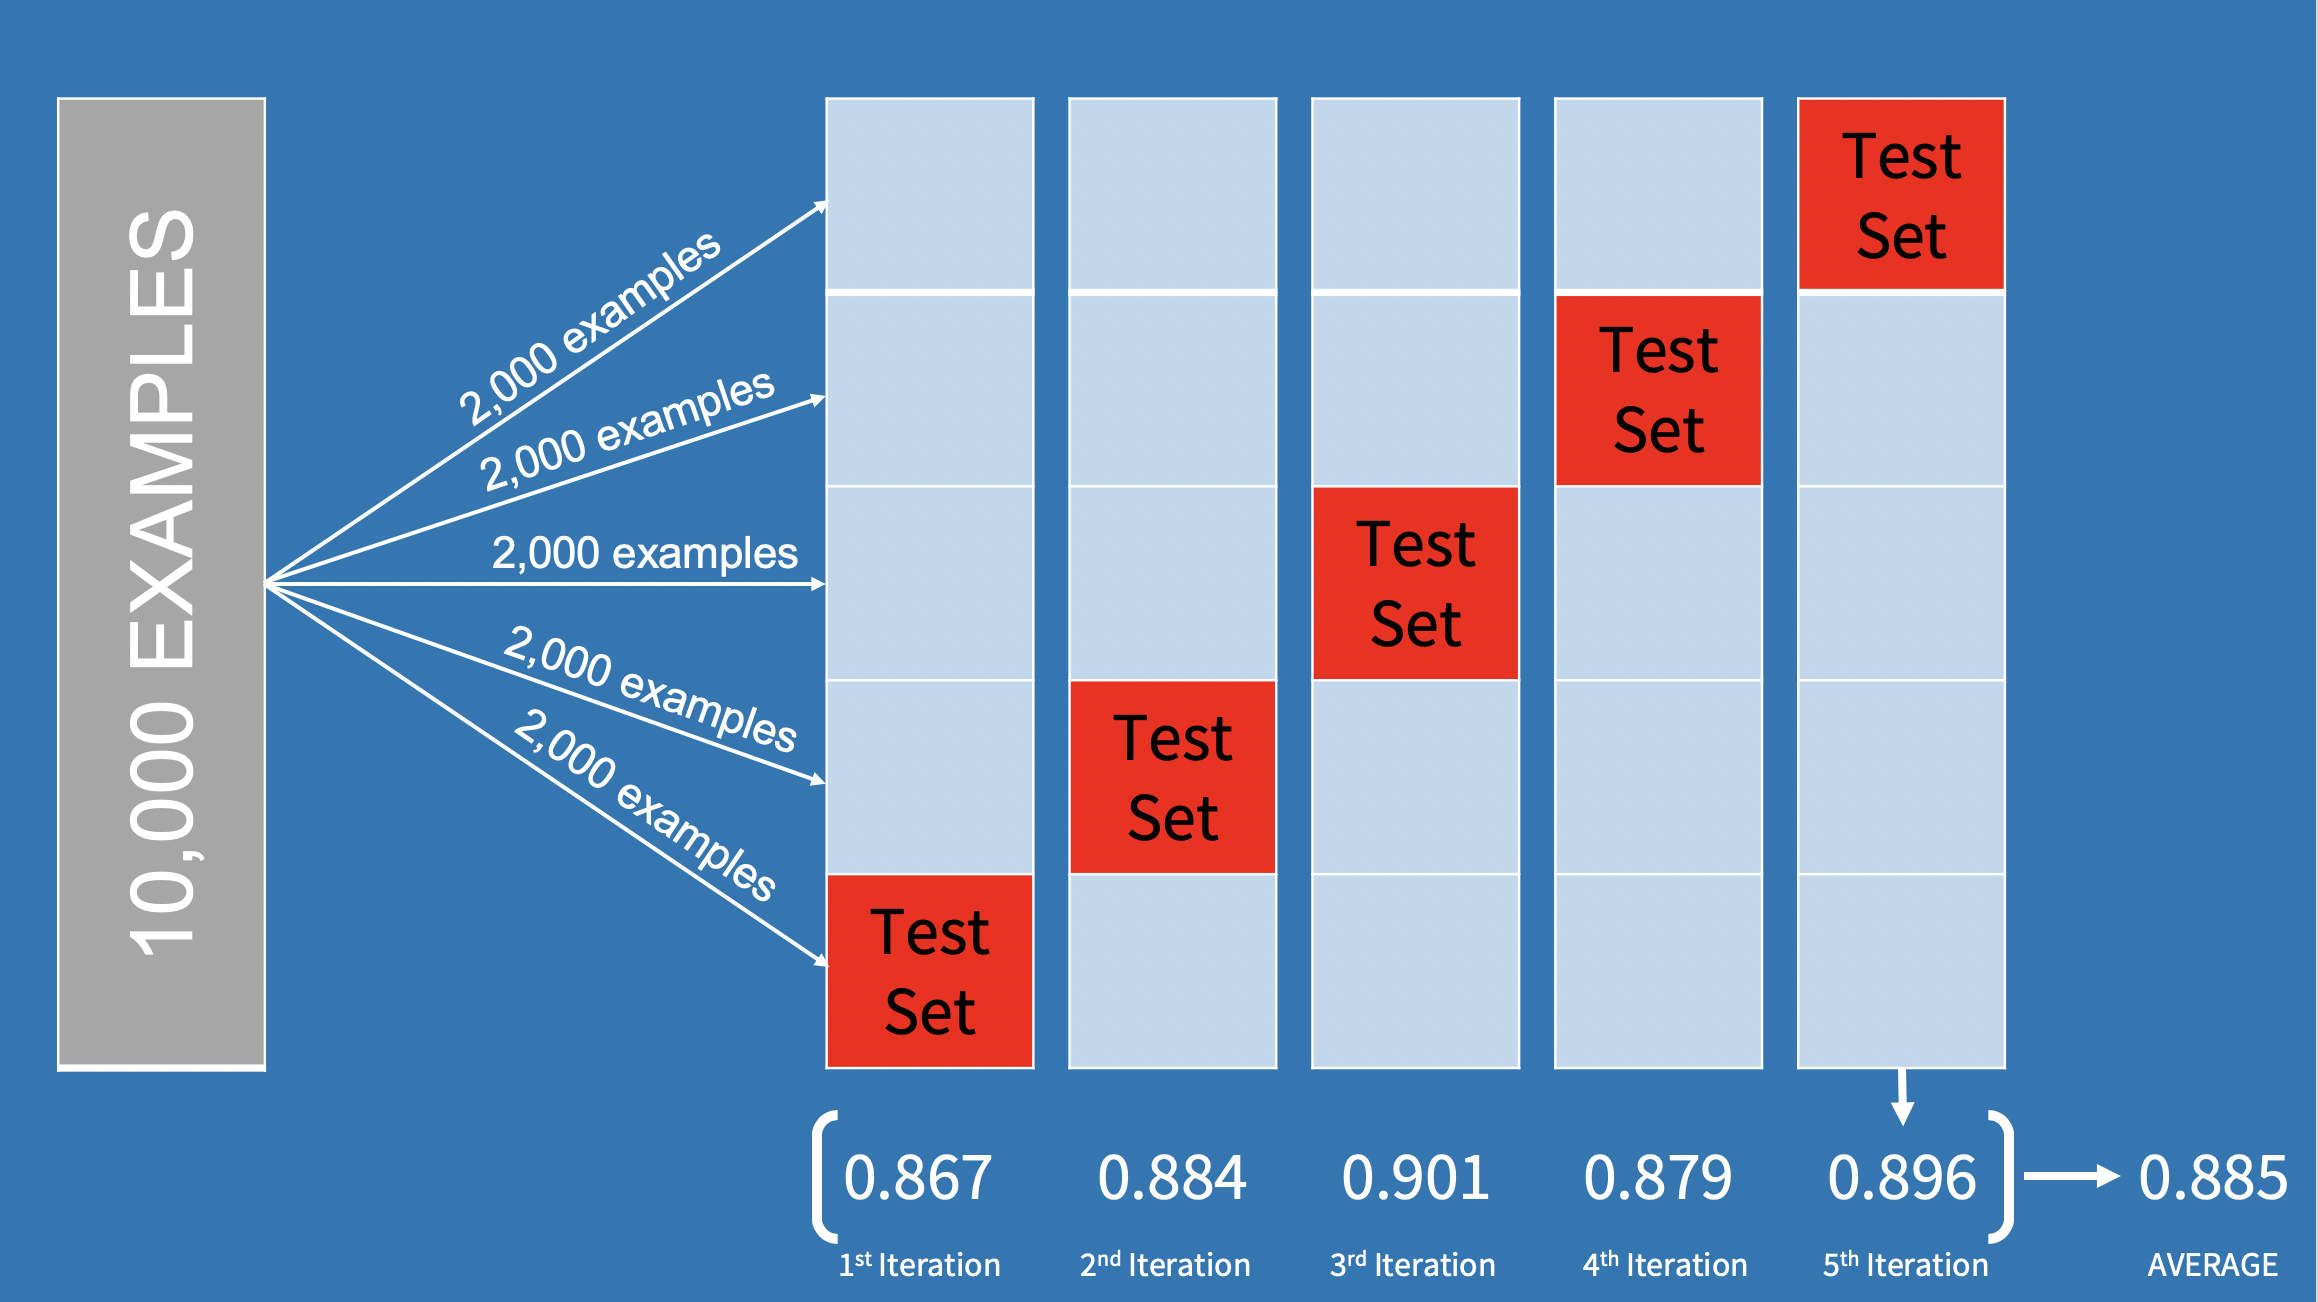 10,000 EXAMPLES
2,000 examples
2,000 examples
2,000 examples
2,000 examples
2,000 examples
Test
Set
Test
Set
Test
Set
Test
Set
Test
Set
0.867 0.884 0.901 0.879 0.896 0.885
1st Iteration 2nd Iteration 3rd Iteration 4th Iteration 5th Iteration AVERAGE